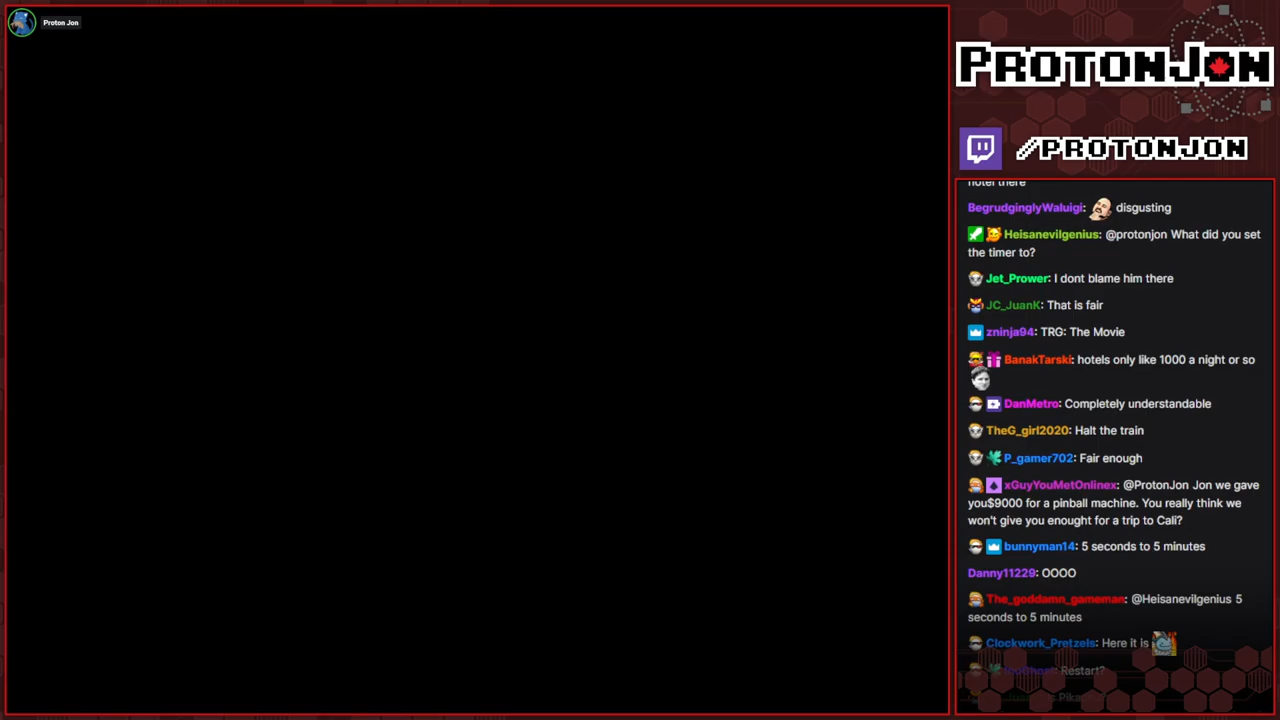 Proton Jon
PROTONJON
/PROTONJON
hotel there
BegrudginglyWaluigi: disgusting
Heisanevilgenius: @protonjon What did you set
the timer to?
Jet_Prower: I dont blame him there
JC_JuanK: That is fair
zninja94: TRG: The Movie
BanakTarski: hotels only like 1000 a night or so
DanMetro: Completely understandable
TheG_girl2020: Halt the train
P_gamer702: Fair enough
xGuyYouMetOnlinex: @ProtonJon Jon we gave
you$9000 for a pinball machine. You really think we
won't give you enought for a trip to Cali?
bunnyman14: 5 seconds to 5 minutes
Danny11229: OOOO
The_goddamn_gameman: @Heisanevilgenius 5
seconds to 5 minutes
Clockwork_Pretzels: Here it is
Restart?